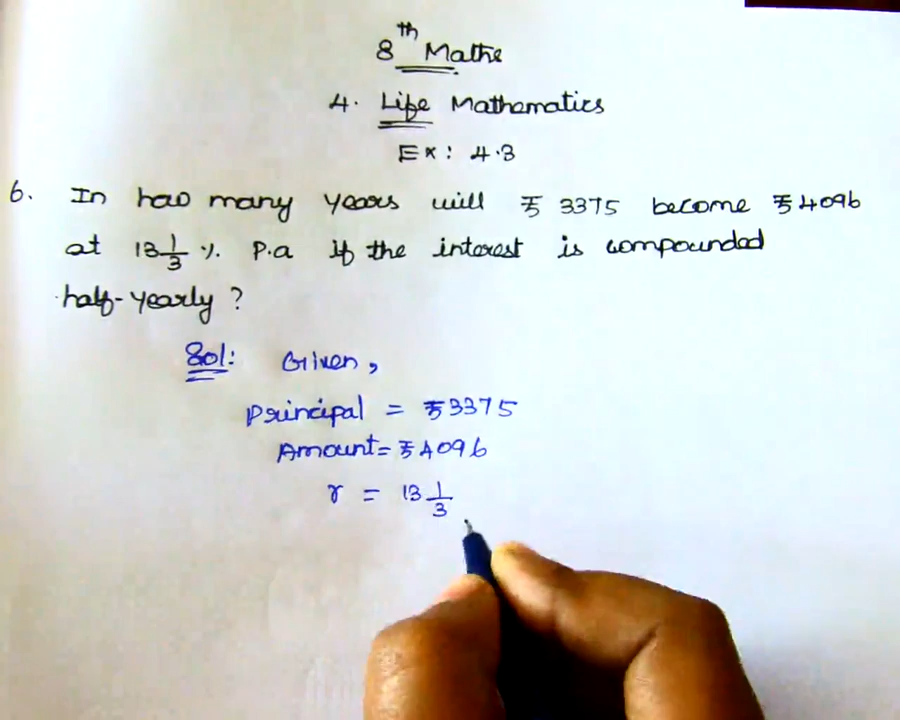 8th Maths
4. Life Mathematics
Ex: 4.3
6. In how many years will ₹ 3375 become ₹ 4096
at 13 1/3 %. P.a if the interest is compounded
half-yearly?
Sol: Given,
Principal = ₹3375
Amount = ₹4096
r = 13 1/3